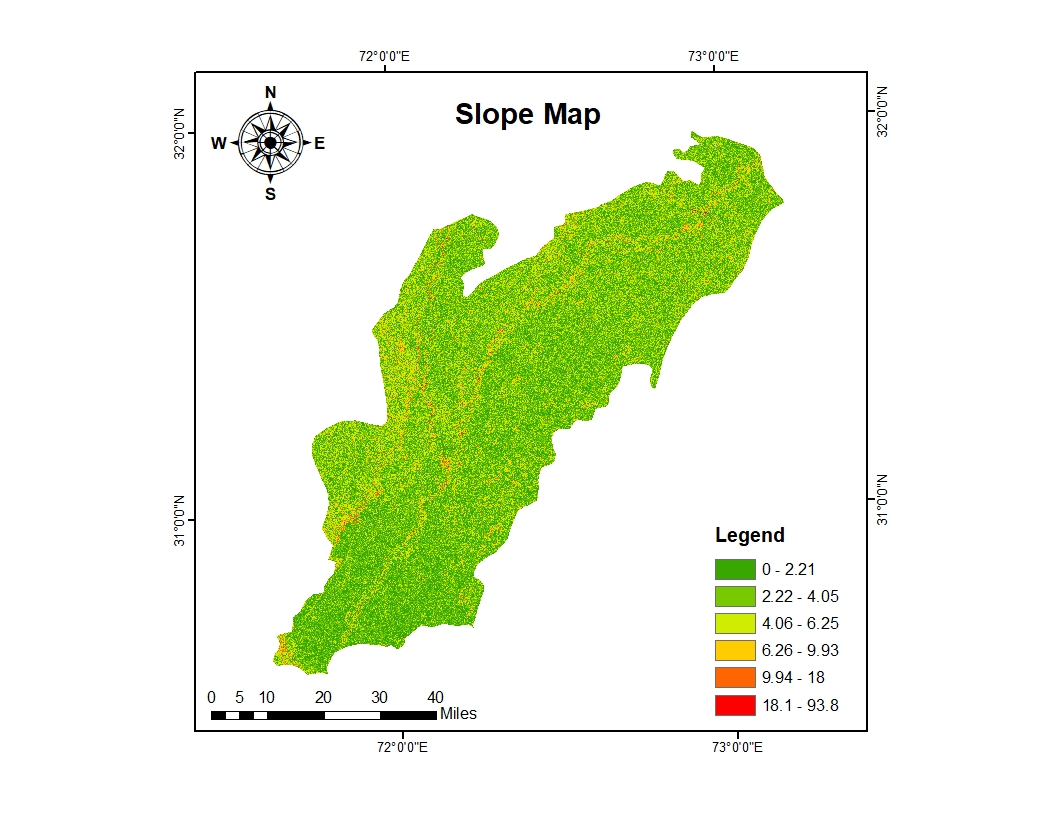 72°0'0"E 73°0'0"E
32°0'0"N
32°0'0"N
N
W E
S
Slope Map
31°0'0"N
31°0'0"N
Legend
0 - 2.21
2.22 - 4.05
4.06 - 6.25
6.26 - 9.93
9.94 - 18
18.1 - 93.8
0 5 10 20 30 40
Miles
72°0'0"E 73°0'0"E